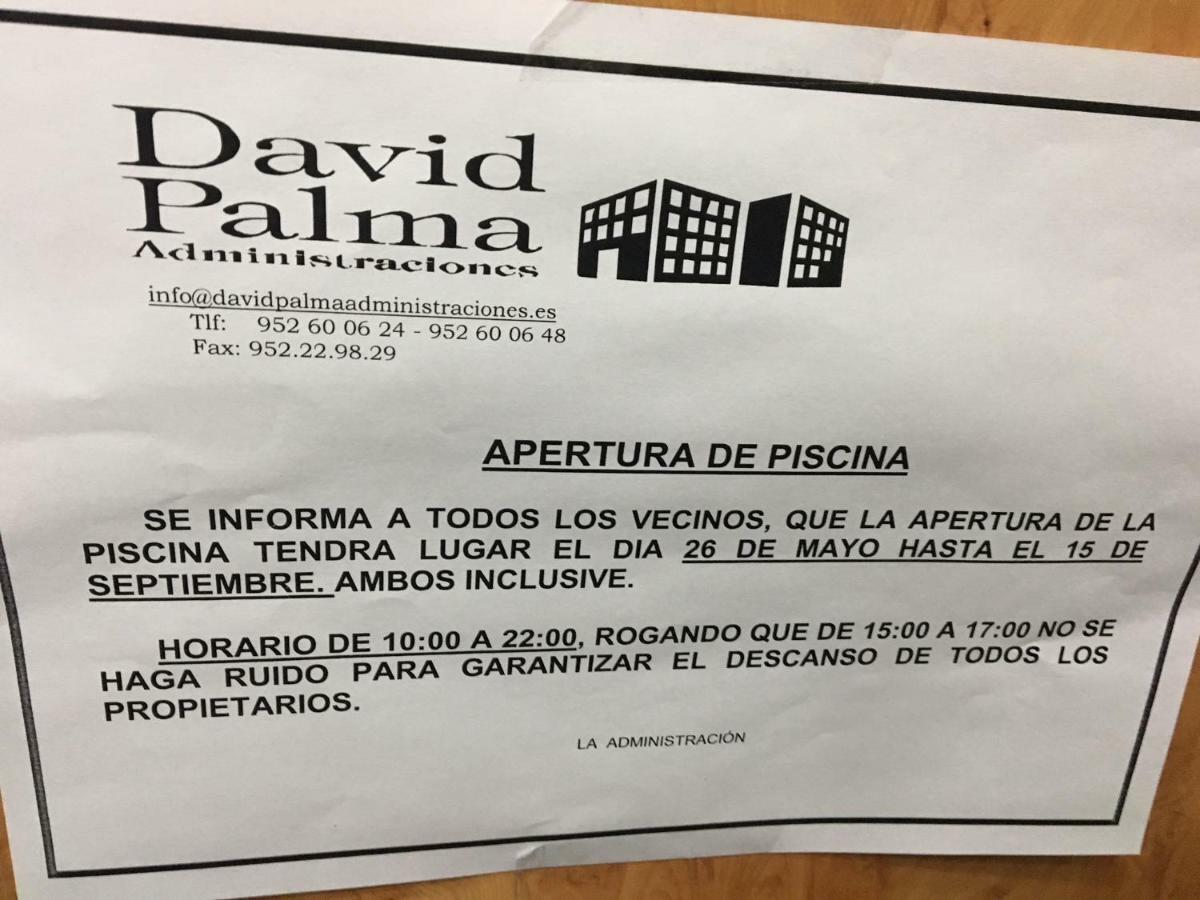 David
Palma
Administraciones
info@davidpalmaadministraciones.es
Tlf: 952 60 06 24 - 952 60 06 48
Fax: 952.22.98.29
APERTURA DE PISCINA
SE INFORMA A TODOS LOS VECINOS, QUE LA APERTURA DE LA
PISCINA TENDRA LUGAR EL DIA 26 DE MAYO HASTA EL 15 DE
SEPTIEMBRE. AMBOS INCLUSIVE.
HORARIO DE 10:00 A 22:00, ROGANDO QUE DE 15:00 A 17:00 NO SE
HAGA RUIDO PARA GARANTIZAR EL DESCANSO DE TODOS LOS
PROPIETARIOS.
LA ADMINISTRACIÓN